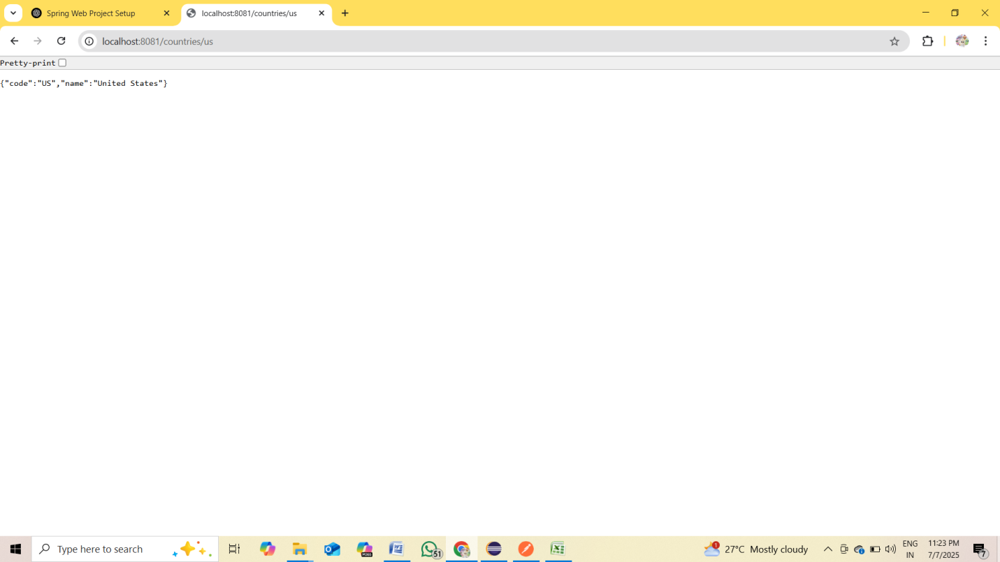 Spring Web Project Setup
localhost:8081/countries/us
localhost:8081/countries/us
Pretty-print
{"code":"US","name":"United States"}
Type here to search
M365
51
1
27°C Mostly cloudy
ENG
IN
11:23 PM
7/7/2025
7